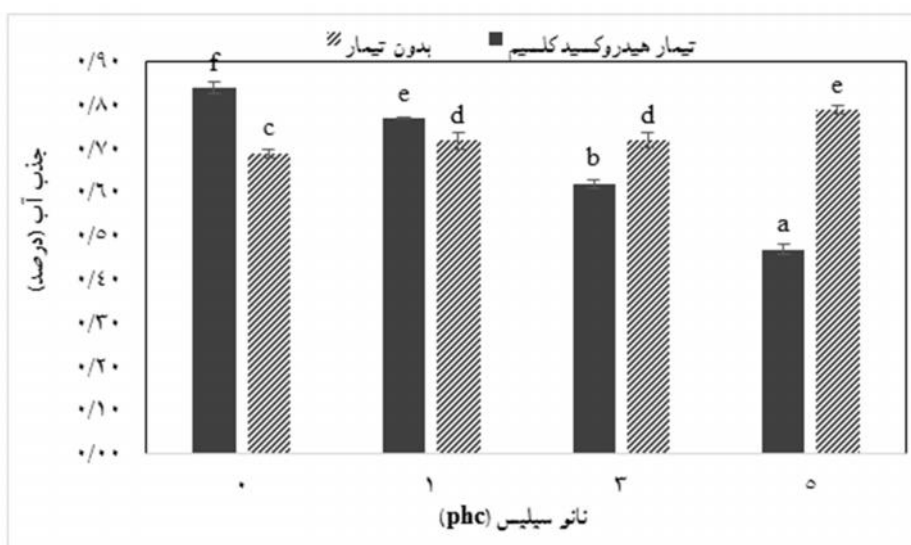 تیمار هیدروکسید کلسیم بدون تیمار
۰/۹۰
۰/۸۰
۰/۷۰
۰/۶۰
۰/۵۰
۰/۴۰
۰/۳۰
۰/۲۰
۰/۱۰
۰/۰۰
جذب آب (درصد)
f c e d b d a e
۰ ۱ ۳ ۵
نانو سیلیس (phc)